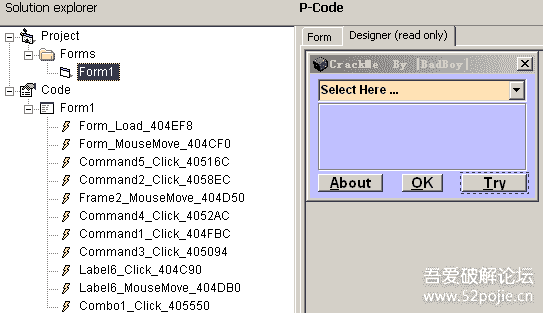 Solution explorer
Project
Forms
Form1
Code
Form1
Form_Load_404EF8
Form_MouseMove_404CF0
Command5_Click_40516C
Command2_Click_4058EC
Frame2_MouseMove_404D50
Command4_Click_4052AC
Command1_Click_404FBC
Command3_Click_405094
Label6_Click_404C90
Label6_MouseMove_404DB0
Combo1_Click_405550
P-Code
Form Designer (read only)
CrackMe By |BadBoy|
Select Here ...
About OK Try
吾爱破解论坛
www.52pojie.cn